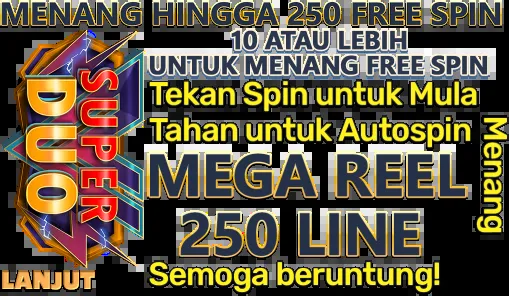 MENANG HINGGA 250 FREE SPIN
10 ATAU LEBIH
UNTUK MENANG FREE SPIN
SUPER
DUO
Tekan Spin untuk Mula
Tahan untuk Autospin
Menang
MEGA REEL
250 LINE
LANJUT
Semoga beruntung!